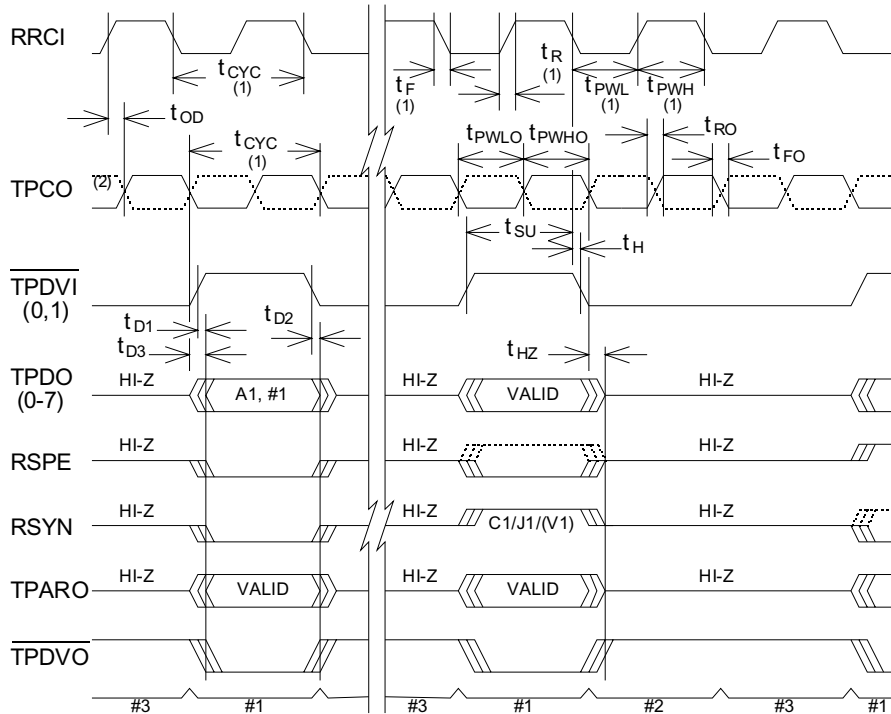 RRCI
tCYC
(1)
tF
(1)
tR
(1)
tPWL
(1)
tPWH
(1)
tOD
tCYC
(1)
tPWLO
tPWHO
tRO
tFO
TPCO
(2)
tSU
tH
TPDVI
(0,1)
tD1
tD2
tD3
tHZ
TPDO
(0-7)
HI-Z
A1, #1
HI-Z
VALID
HI-Z
RSPE
HI-Z
HI-Z
HI-Z
RSYN
HI-Z
HI-Z
C1/J1/(V1)
HI-Z
TPARO
HI-Z
VALID
HI-Z
VALID
HI-Z
TPDVO
#3 #1 #3 #1 #2 #3 #1